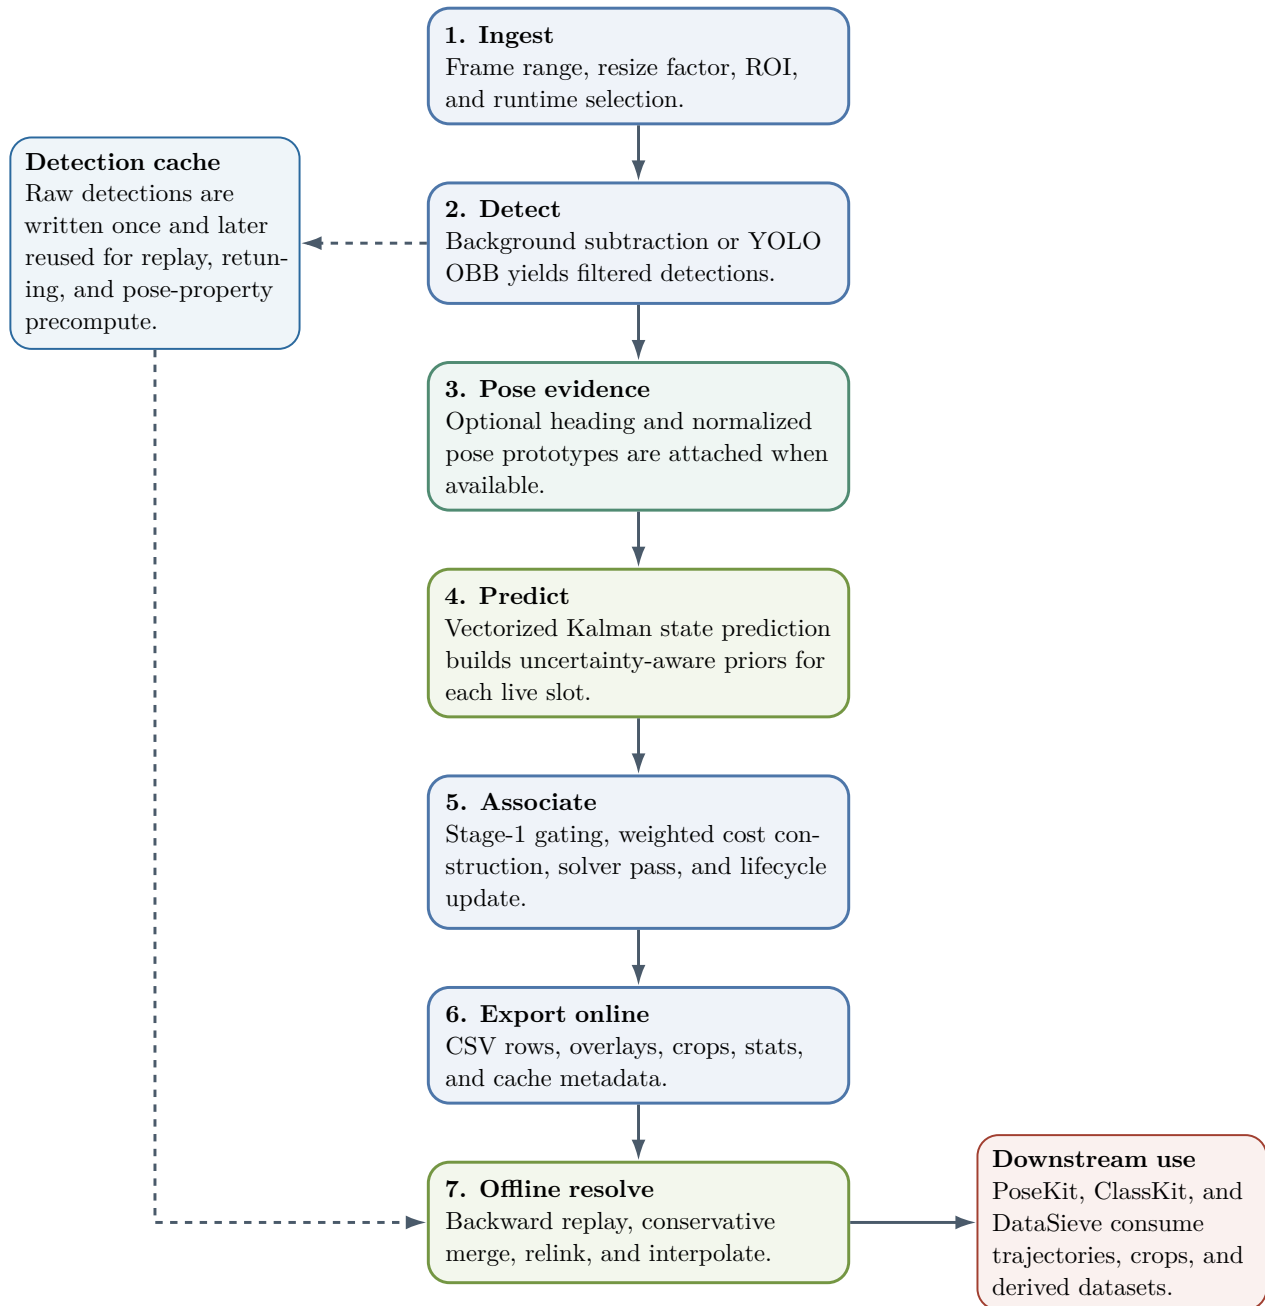 1. Ingest
Frame range, resize factor, ROI,
and runtime selection.
Detection cache
Raw detections are
written once and later
reused for replay, retun-
ing, and pose-property
precompute.
2. Detect
Background subtraction or YOLO
OBB yields filtered detections.
3. Pose evidence
Optional heading and normalized
pose prototypes are attached when
available.
4. Predict
Vectorized Kalman state prediction
builds uncertainty-aware priors for
each live slot.
5. Associate
Stage-1 gating, weighted cost con-
struction, solver pass, and lifecycle
update.
6. Export online
CSV rows, overlays, crops, stats,
and cache metadata.
7. Offline resolve
Backward replay, conservative
merge, relink, and interpolate.
Downstream use
PoseKit, ClassKit, and
DataSieve consume
trajectories, crops, and
derived datasets.